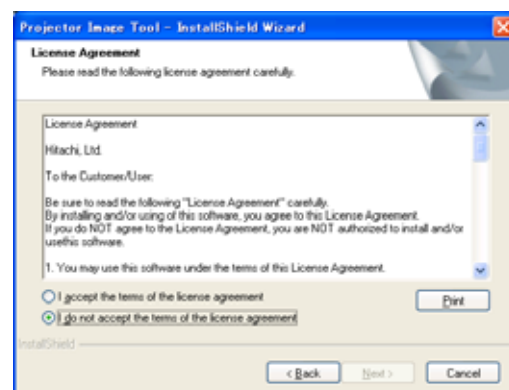 Projector Image Tool - InstallShield Wizard
License Agreement
Please read the following license agreement carefully.
License Agreement
Hitachi, Ltd.
To the Customer/User:
Be sure to read the following "License Agreement" carefully.
By installing and/or using of this software, you agree to this License Agreement.
If you do NOT agree to the License Agreement, you are NOT authorized to install and/or
usethis software.
1. You may use this software under the terms of this License Agreement.
I accept the terms of the license agreement
Print
I do not accept the terms of the license agreement
InstallShield
< Back
Next >
Cancel